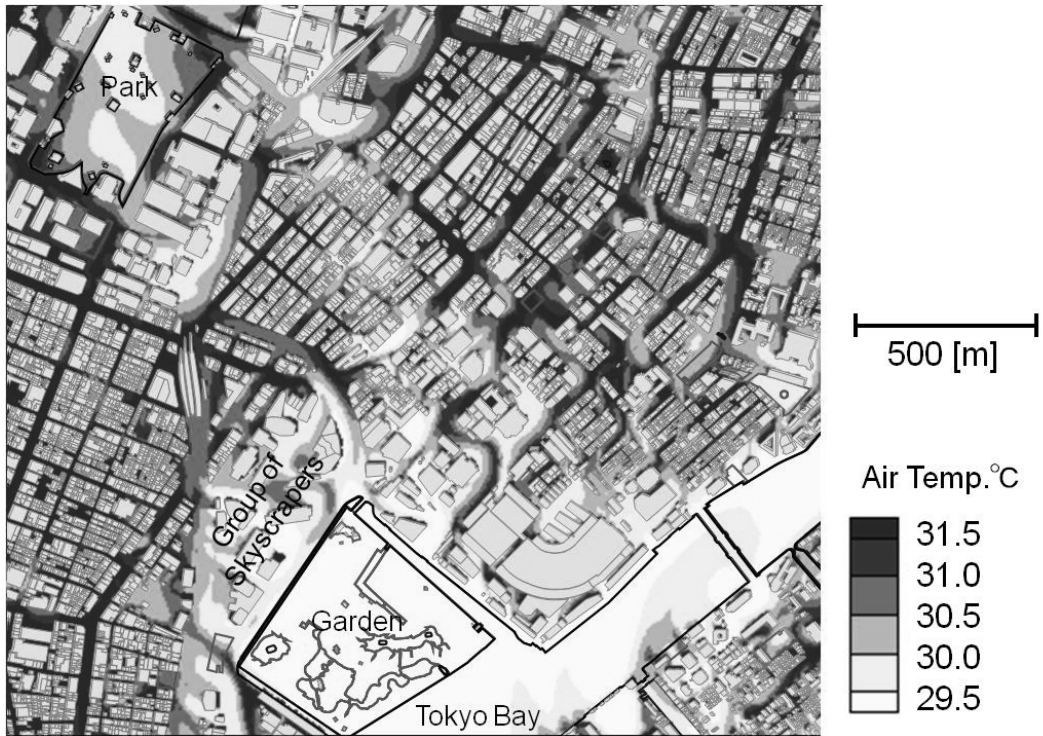 Park
Group of
Skyscrapers
Garden
Tokyo Bay
500 [m]
Air Temp.℃
31.5
31.0
30.5
30.0
29.5